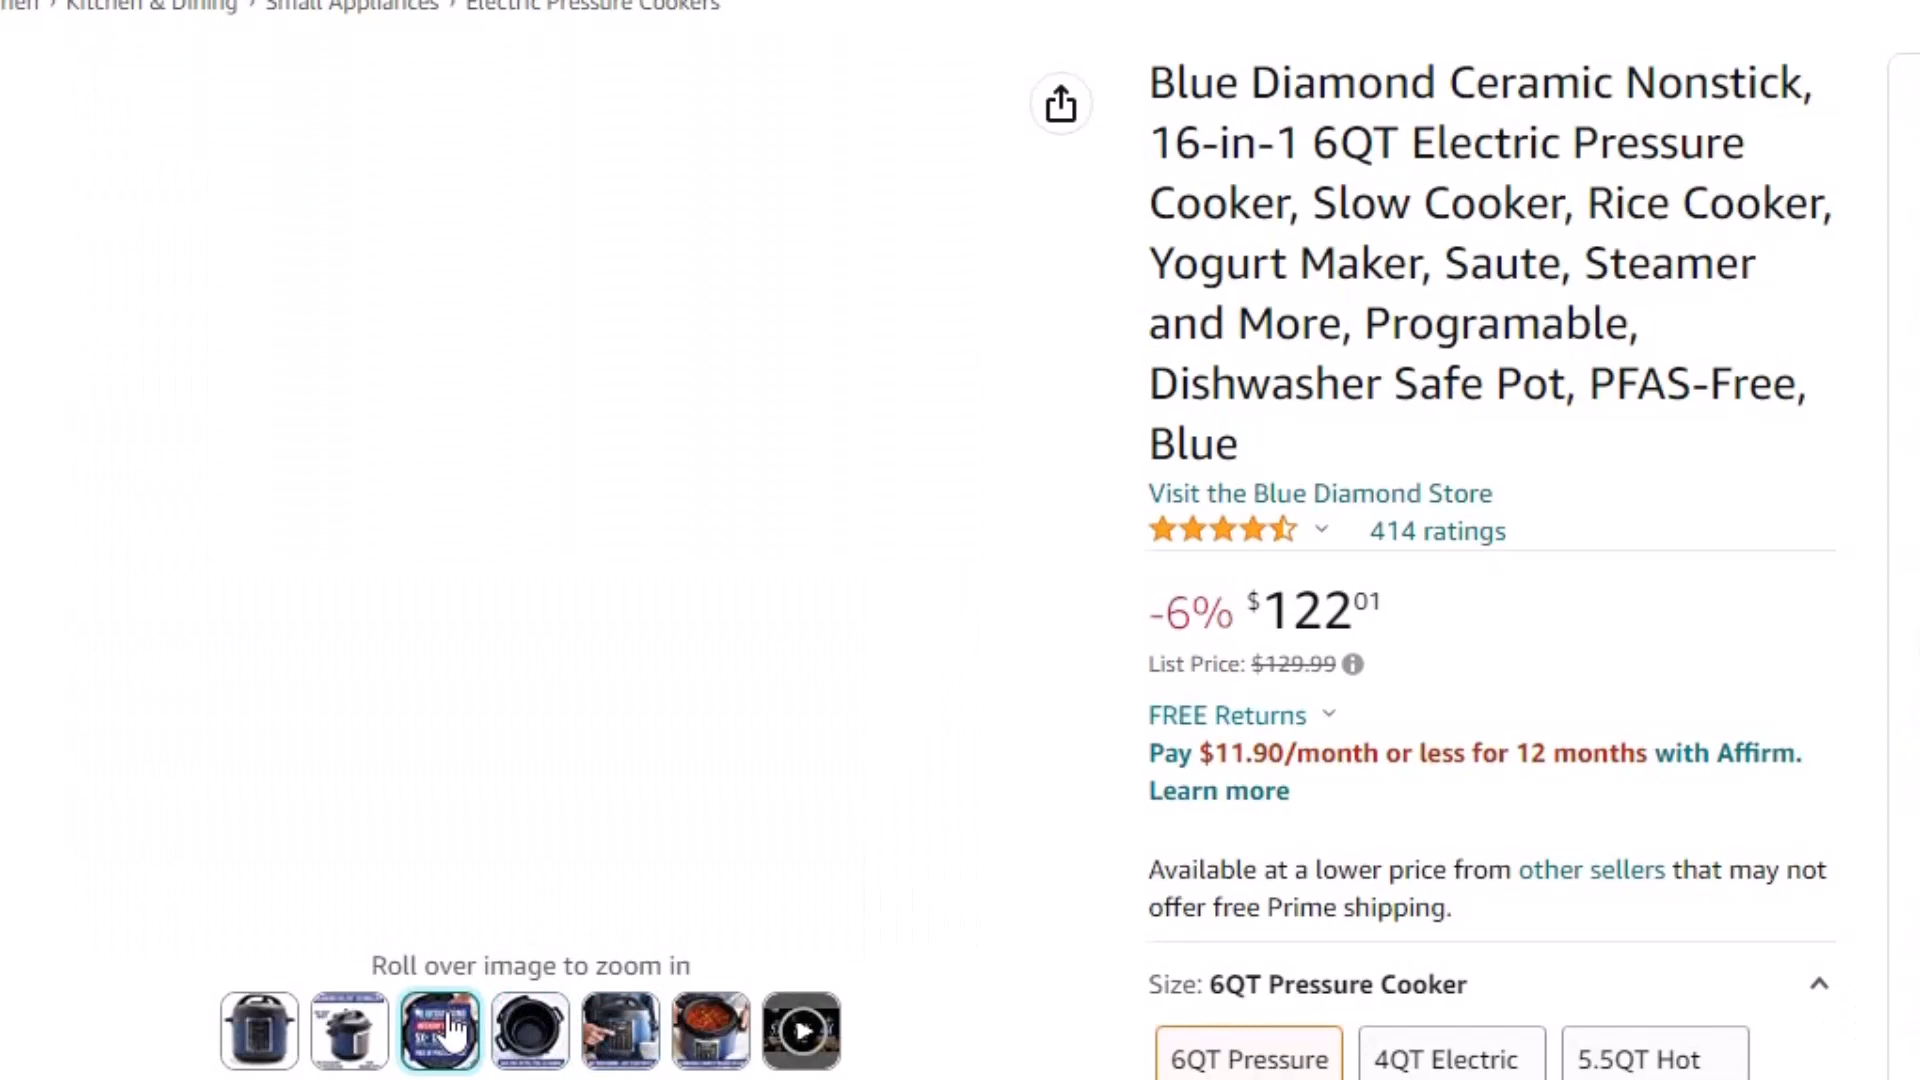 Kitchen & Dining › Small Appliances › Electric Pressure Cookers
Blue Diamond Ceramic Nonstick,
16-in-1 6QT Electric Pressure
Cooker, Slow Cooker, Rice Cooker,
Yogurt Maker, Saute, Steamer
and More, Programable,
Dishwasher Safe Pot, PFAS-Free,
Blue
Visit the Blue Diamond Store
414 ratings
-6% $12201
List Price: $129.99
FREE Returns
Pay $11.90/month or less for 12 months with Affirm.
Learn more
Available at a lower price from other sellers that may not
offer free Prime shipping.
Roll over image to zoom in
Size: 6QT Pressure Cooker
6QT Pressure
4QT Electric
5.5QT Hot